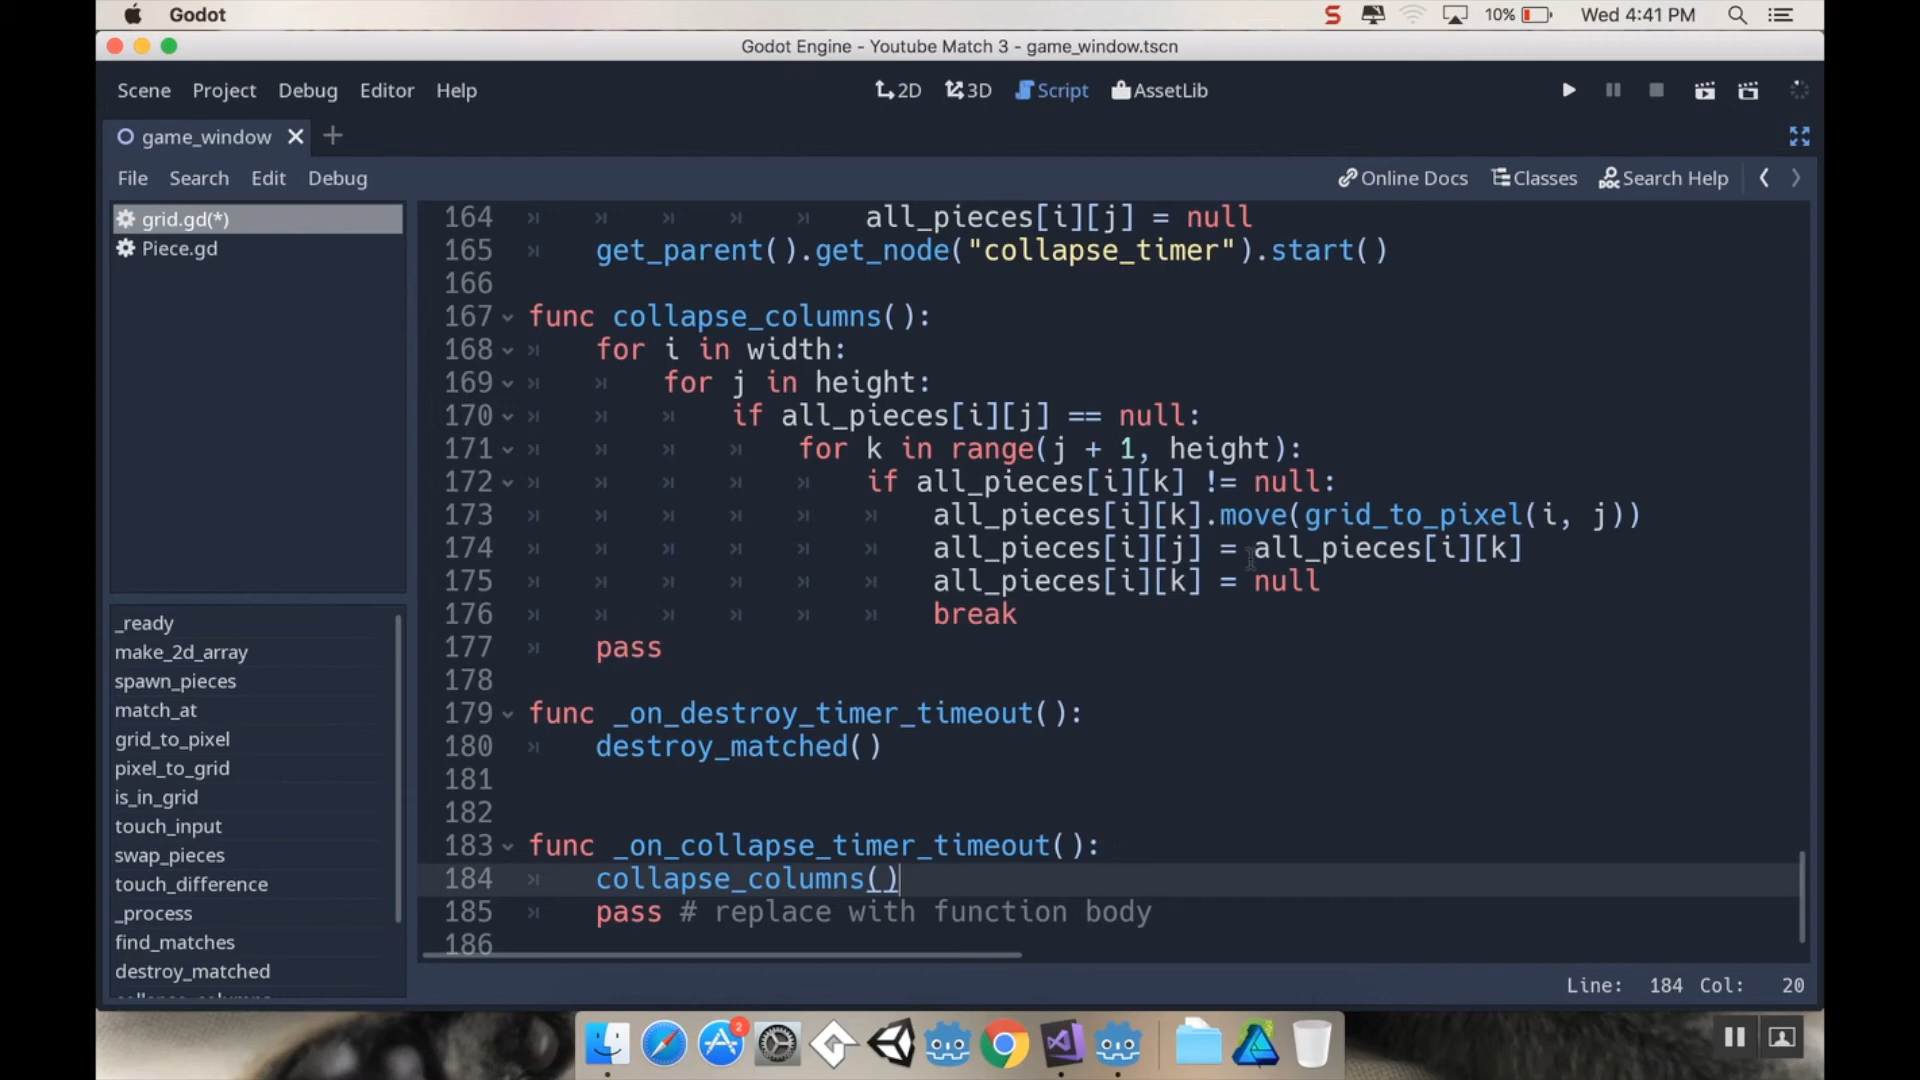 Godot
S
10%
Wed 4:41 PM
Godot Engine - Youtube Match 3 - game_window.tscn
Scene Project Debug Editor Help
2D 3D Script AssetLib
game_window
File Search Edit Debug
Online Docs Classes Search Help
grid.gd(*)
Piece.gd
164 all_pieces[i][j] = null
165 get_parent().get_node("collapse_timer").start()
166
167 func collapse_columns():
168 for i in width:
169 for j in height:
170 if all_pieces[i][j] == null:
171 for k in range(j + 1, height):
172 if all_pieces[i][k] != null:
173 all_pieces[i][k].move(grid_to_pixel(i, j))
174 all_pieces[i][j] = all_pieces[i][k]
175 all_pieces[i][k] = null
176 break
177 pass
178
179 func _on_destroy_timer_timeout():
180 destroy_matched()
181
182
183 func _on_collapse_timer_timeout():
184 collapse_columns()
185 pass # replace with function body
186
_ready
make_2d_array
spawn_pieces
match_at
grid_to_pixel
pixel_to_grid
is_in_grid
touch_input
swap_pieces
touch_difference
_process
find_matches
destroy_matched
Line: 184 Col: 20
2